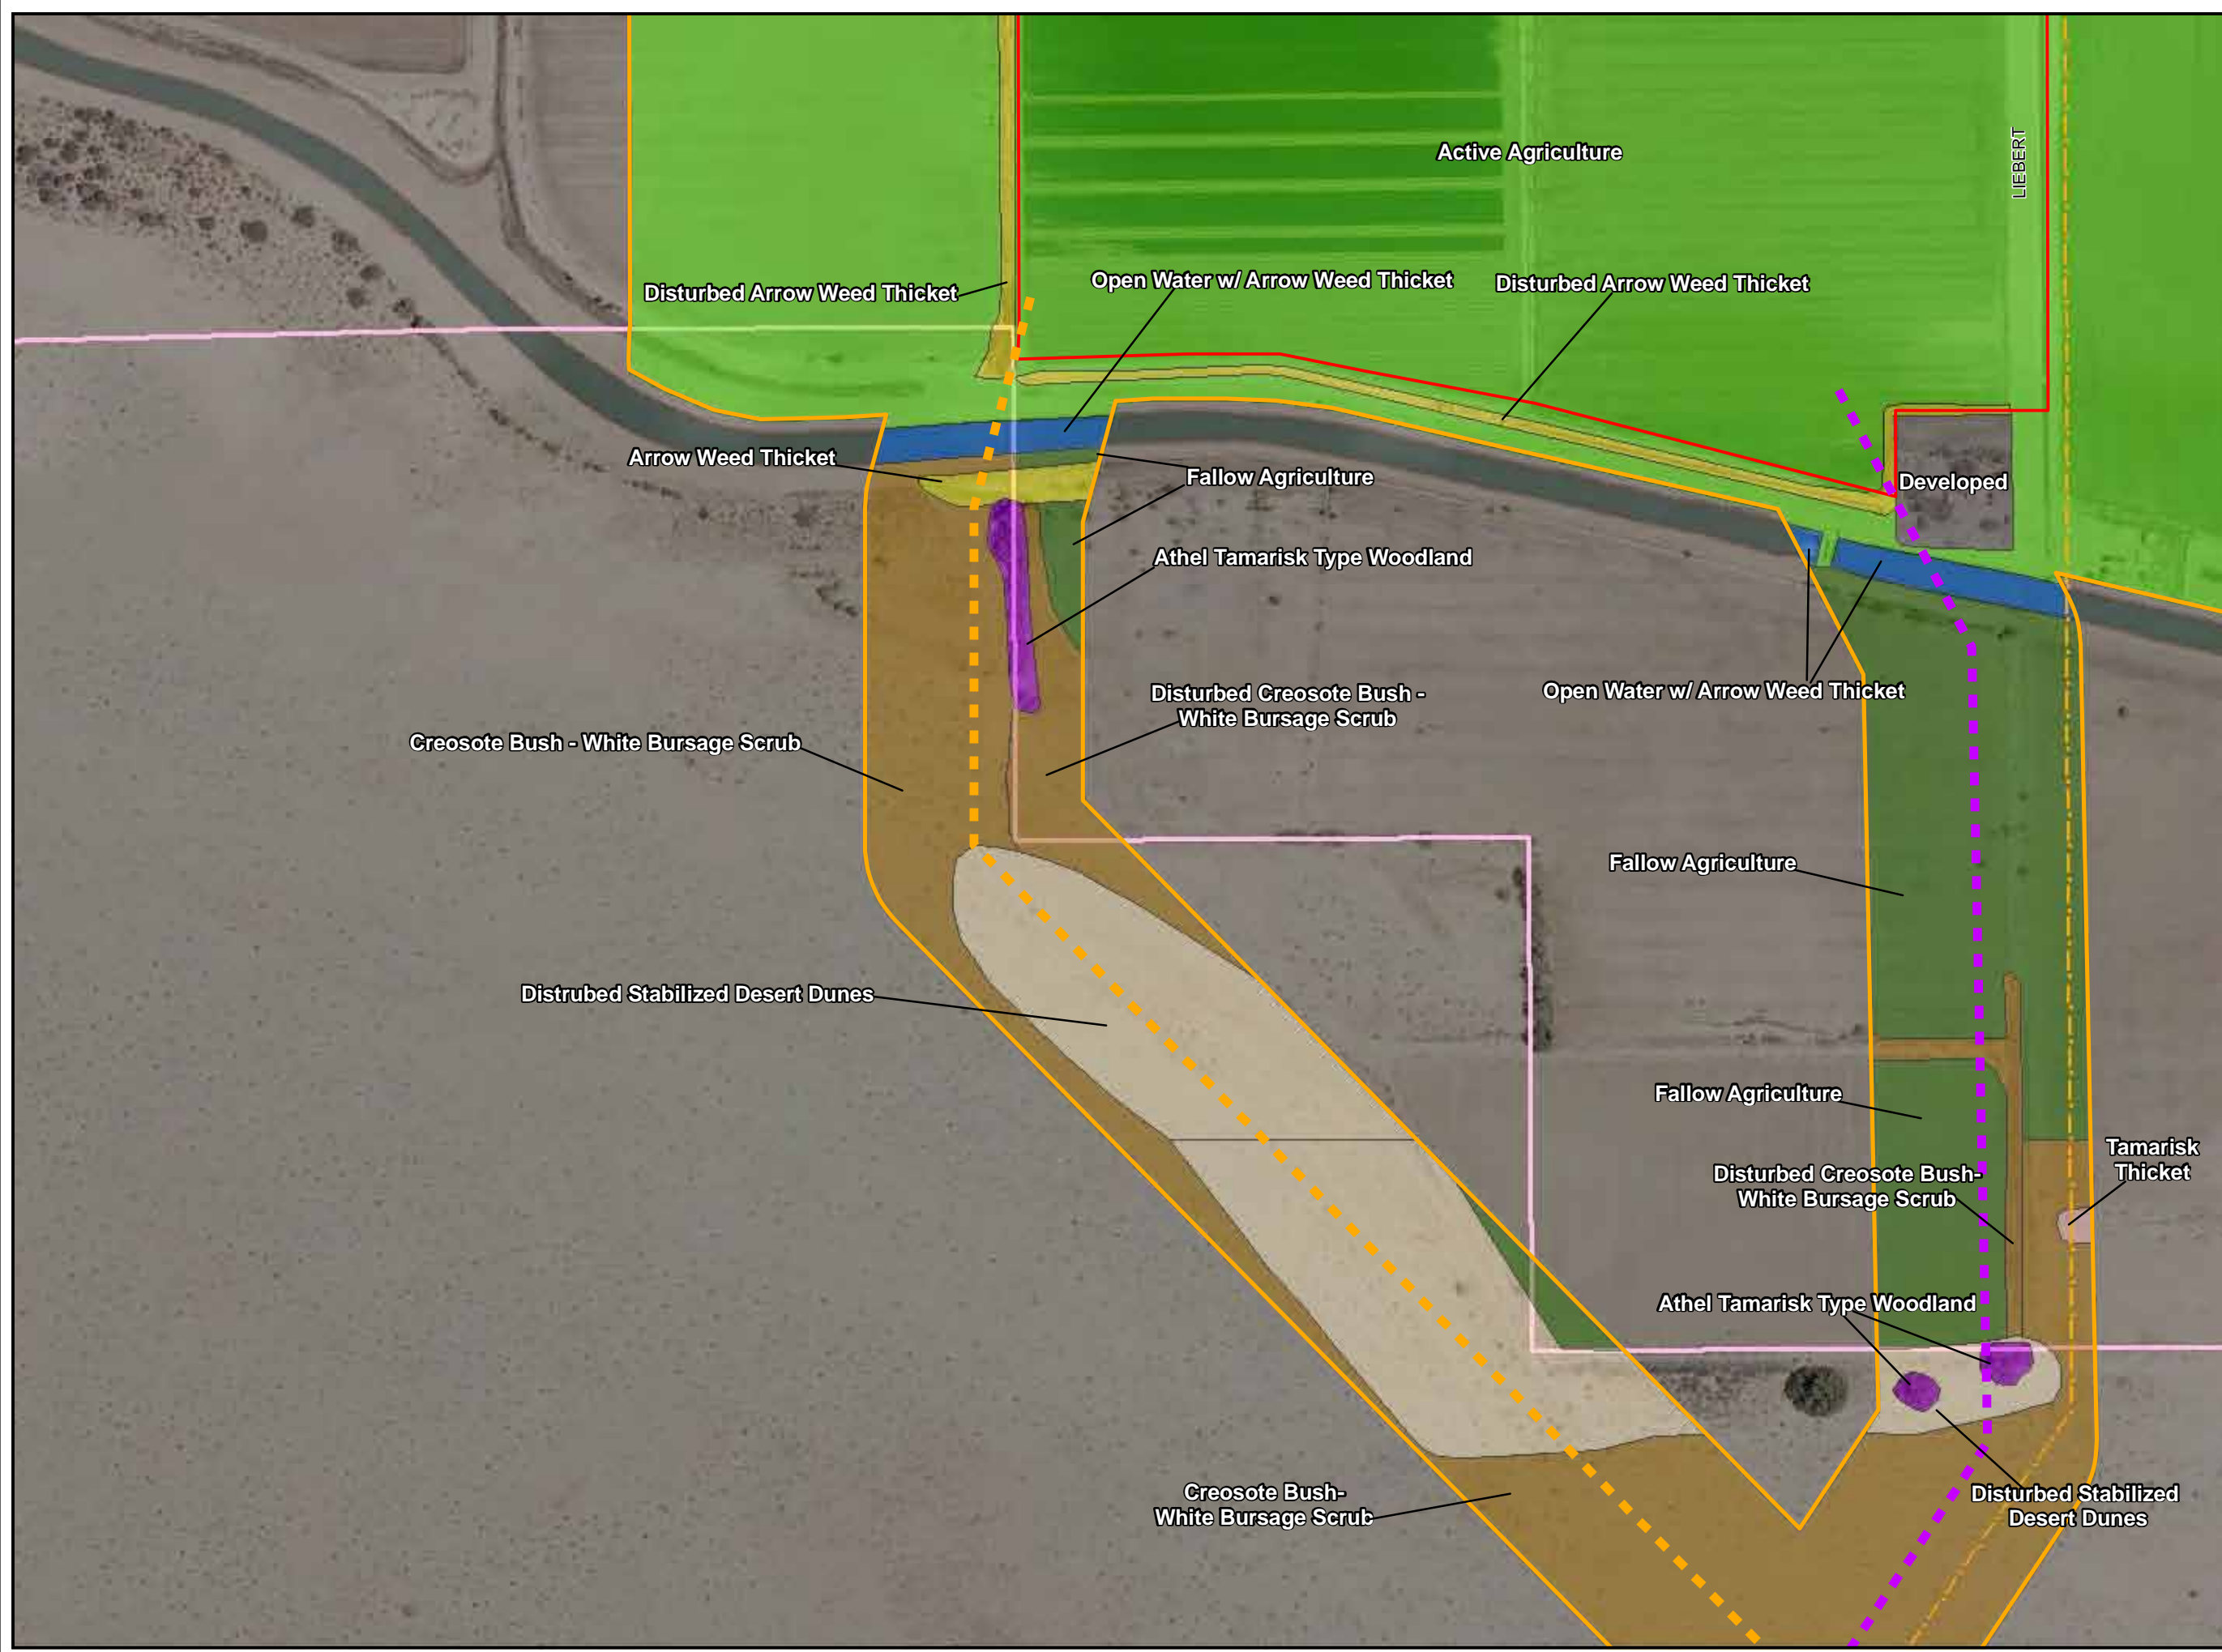 Active Agriculture
LIEBERT
Disturbed Arrow Weed Thicket
Open Water w/ Arrow Weed Thicket
Disturbed Arrow Weed Thicket
Arrow Weed Thicket
Fallow Agriculture
Developed
Athel Tamarisk Type Woodland
Disturbed Creosote Bush -
White Bursage Scrub
Open Water w/ Arrow Weed Thicket
Creosote Bush - White Bursage Scrub
Fallow Agriculture
Distrubed Stabilized Desert Dunes
Fallow Agriculture
Tamarisk
Thicket
Disturbed Creosote Bush-
White Bursage Scrub
Athel Tamarisk Type Woodland
Creosote Bush-
White Bursage Scrub
Disturbed Stabilized
Desert Dunes